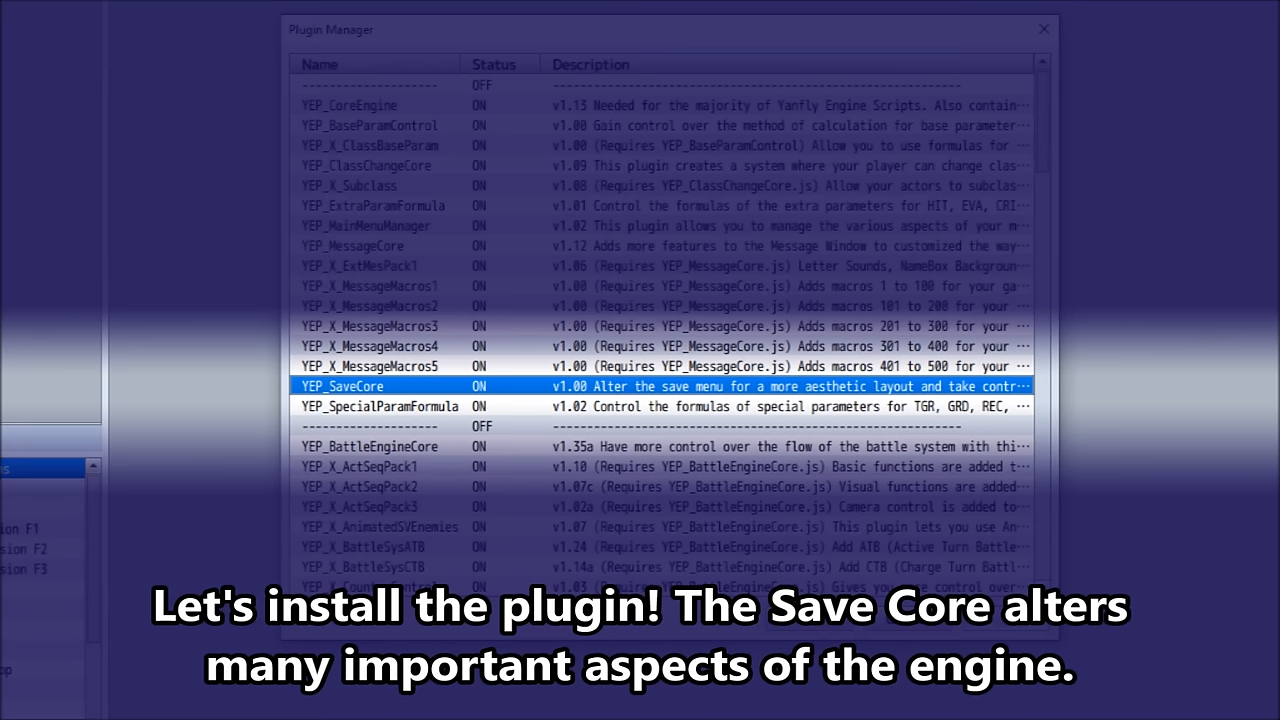 Plugin Manager
Name Status Description
------------------- OFF ---------------------------------------------------------
YEP_CoreEngine ON v1.13 Needed for the majority of Yanfly Engine Scripts. Also contain…
YEP_BaseParamControl ON v1.00 Gain control over the method of calculation for base parameter…
YEP_X_ClassBaseParam ON v1.00 (Requires YEP_BaseParamControl) Allow you to use formulas for …
YEP_ClassChangeCore ON v1.09 This plugin creates a system where your player can change clas…
YEP_X_Subclass ON v1.08 (Requires YEP_ClassChangeCore.js) Allow your actors to subclas…
YEP_ExtraParamFormula ON v1.01 Control the formulas of the extra parameters for HIT, EVA, CRI…
YEP_MainMenuManager ON v1.02 This plugin allows you to manage the various aspects of your m…
YEP_MessageCore ON v1.12 Adds more features to the Message Window to customized the way…
YEP_X_ExtMesPack1 ON v1.06 (Requires YEP_MessageCore.js) Letter Sounds, NameBox Backgroun…
YEP_X_MessageMacros1 ON v1.00 (Requires YEP_MessageCore.js) Adds macros 1 to 100 for your ga…
YEP_X_MessageMacros2 ON v1.00 (Requires YEP_MessageCore.js) Adds macros 101 to 200 for your …
YEP_X_MessageMacros3 ON v1.00 (Requires YEP_MessageCore.js) Adds macros 201 to 300 for your …
YEP_X_MessageMacros4 ON v1.00 (Requires YEP_MessageCore.js) Adds macros 301 to 400 for your …
YEP_X_MessageMacros5 ON v1.00 (Requires YEP_MessageCore.js) Adds macros 401 to 500 for your …
YEP_SaveCore ON v1.00 Alter the save menu for a more aesthetic layout and take contr…
YEP_SpecialParamFormula ON v1.02 Control the formulas of special parameters for TGR, GRD, REC, …
------------------- OFF ---------------------------------------------------------
YEP_BattleEngineCore ON v1.35a Have more control over the flow of the battle system with thi…
YEP_X_ActSeqPack1 ON v1.10 (Requires YEP_BattleEngineCore.js) Basic functions are added t…
YEP_X_ActSeqPack2 ON v1.07c (Requires YEP_BattleEngineCore.js) Visual functions are added…
YEP_X_ActSeqPack3 ON v1.02a (Requires YEP_BattleEngineCore.js) Camera control is added to…
YEP_X_AnimatedSVEnemies ON v1.07 (Requires YEP_BattleEngineCore.js) This plugin lets you use An…
YEP_X_BattleSysATB ON v1.24 (Requires YEP_BattleEngineCore.js) Add ATB (Active Turn Battle…
YEP_X_BattleSysCTB ON v1.14a (Requires YEP_BattleEngineCore.js) Add CTB (Charge Turn Battl…
ON v1.03 (Requires YEP_BattleEngineCore.js) Gives you more control over…
ion F1
sion F2
sion F3
Let's install the plugin! The Save Core alters
many important aspects of the engine.